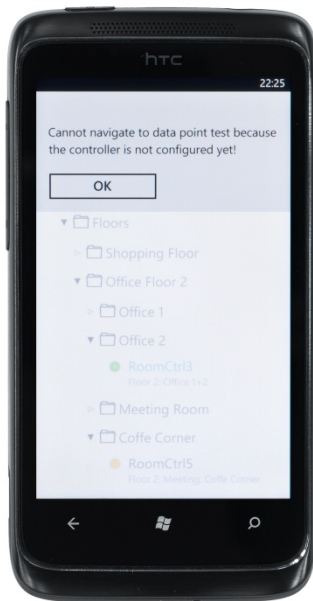 hTC
22:25
Cannot navigate to data point test because
the controller is not configured yet!
OK
Floors
Shopping Floor
Office Floor 2
Office 1
Office 2
RoomCtrl3
Floor 2: Office 1+2
Meeting Room
Coffe Corner
RoomCtrl5
Floor 2: Meeting, Coffe Corner